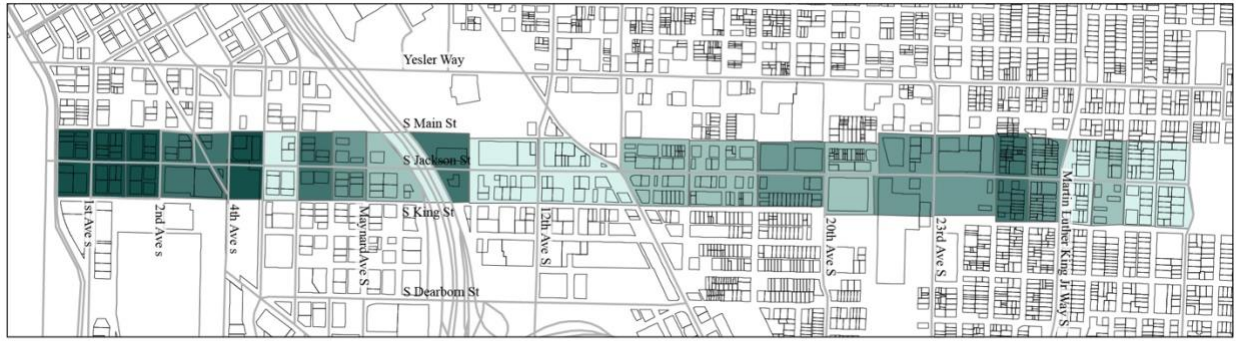 Yesler Way
S Main St
S Jackson St
S King St
1st Ave s
2nd Ave s
4th Ave s
Maynard Ave S
12th Ave S
20th Ave S
23rd Ave S
Martin Luther King Jr Way S
S Dearborn St